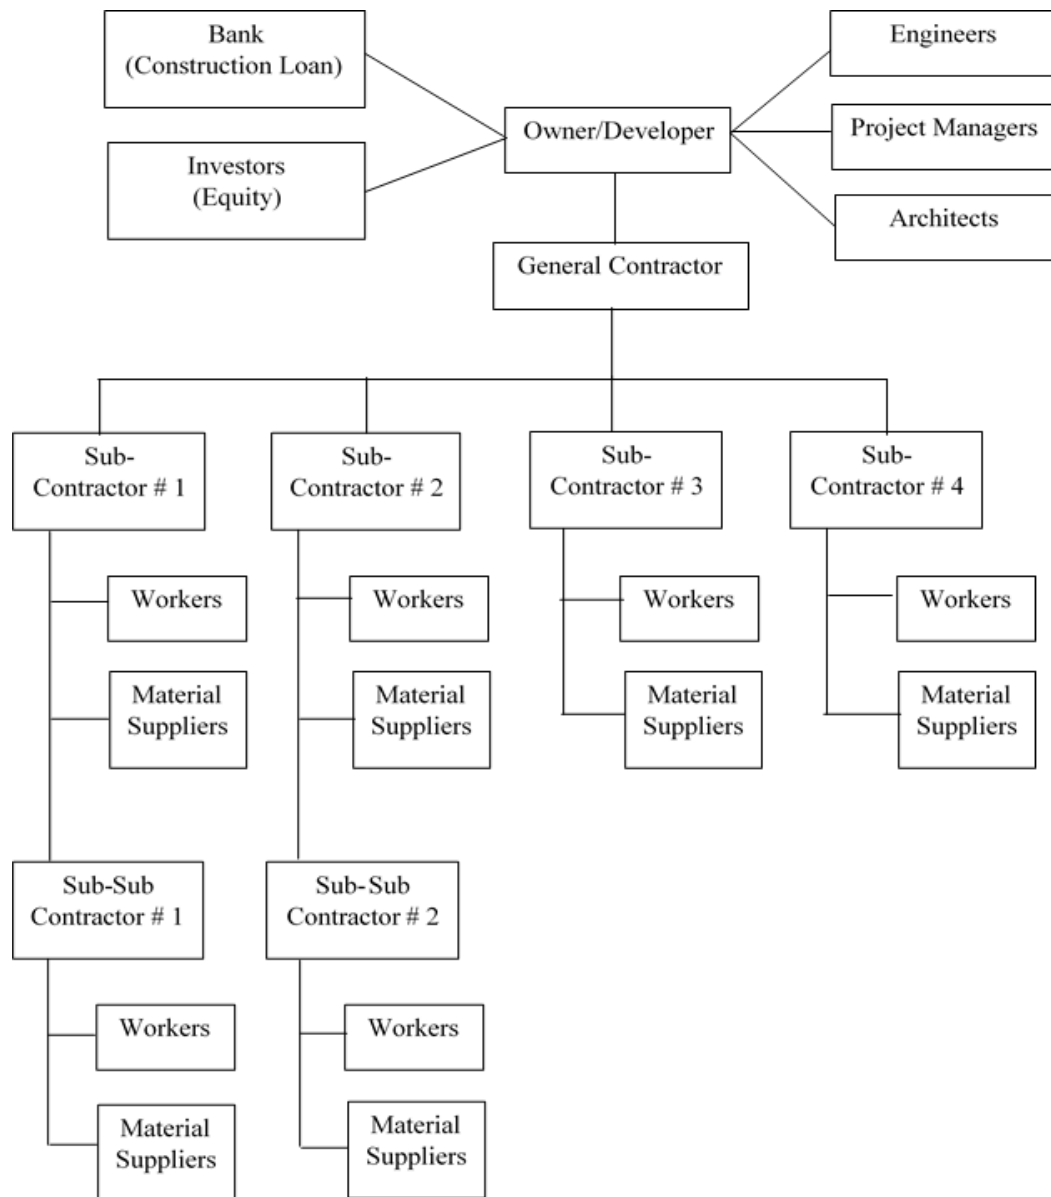 Bank
(Construction Loan)
Engineers
Owner/Developer
Project Managers
Investors
(Equity)
Architects
General Contractor
Sub-
Contractor # 1
Sub-
Contractor # 2
Sub-
Contractor # 3
Sub-
Contractor # 4
Workers
Workers
Workers
Workers
Material
Suppliers
Material
Suppliers
Material
Suppliers
Material
Suppliers
Sub-Sub
Contractor # 1
Sub-Sub
Contractor # 2
Workers
Workers
Material
Suppliers
Material
Suppliers